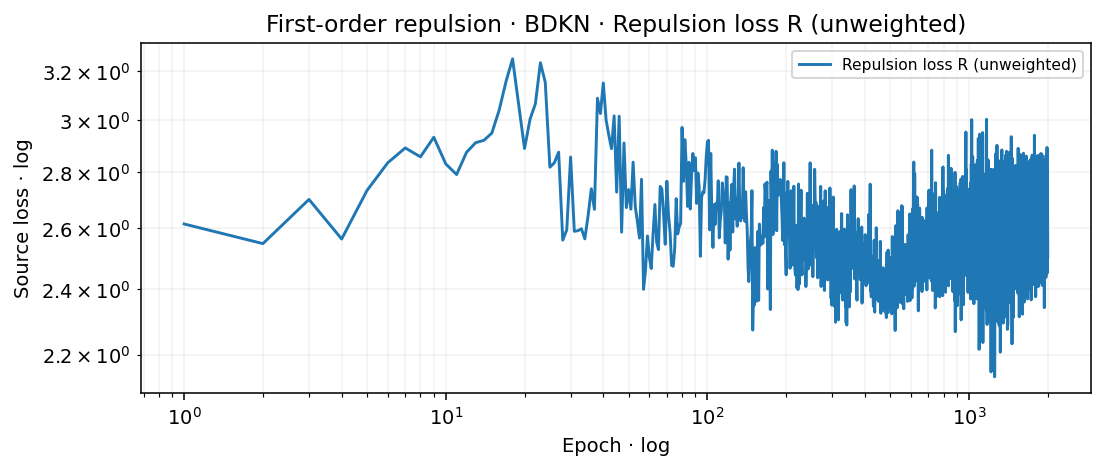 First-order repulsion · BDKN · Repulsion loss R (unweighted)
Repulsion loss R (unweighted)
Source loss · log
3.2 × 10⁰
3 × 10⁰
2.8 × 10⁰
2.6 × 10⁰
2.4 × 10⁰
2.2 × 10⁰
10⁰ 10¹ 10² 10³
Epoch · log